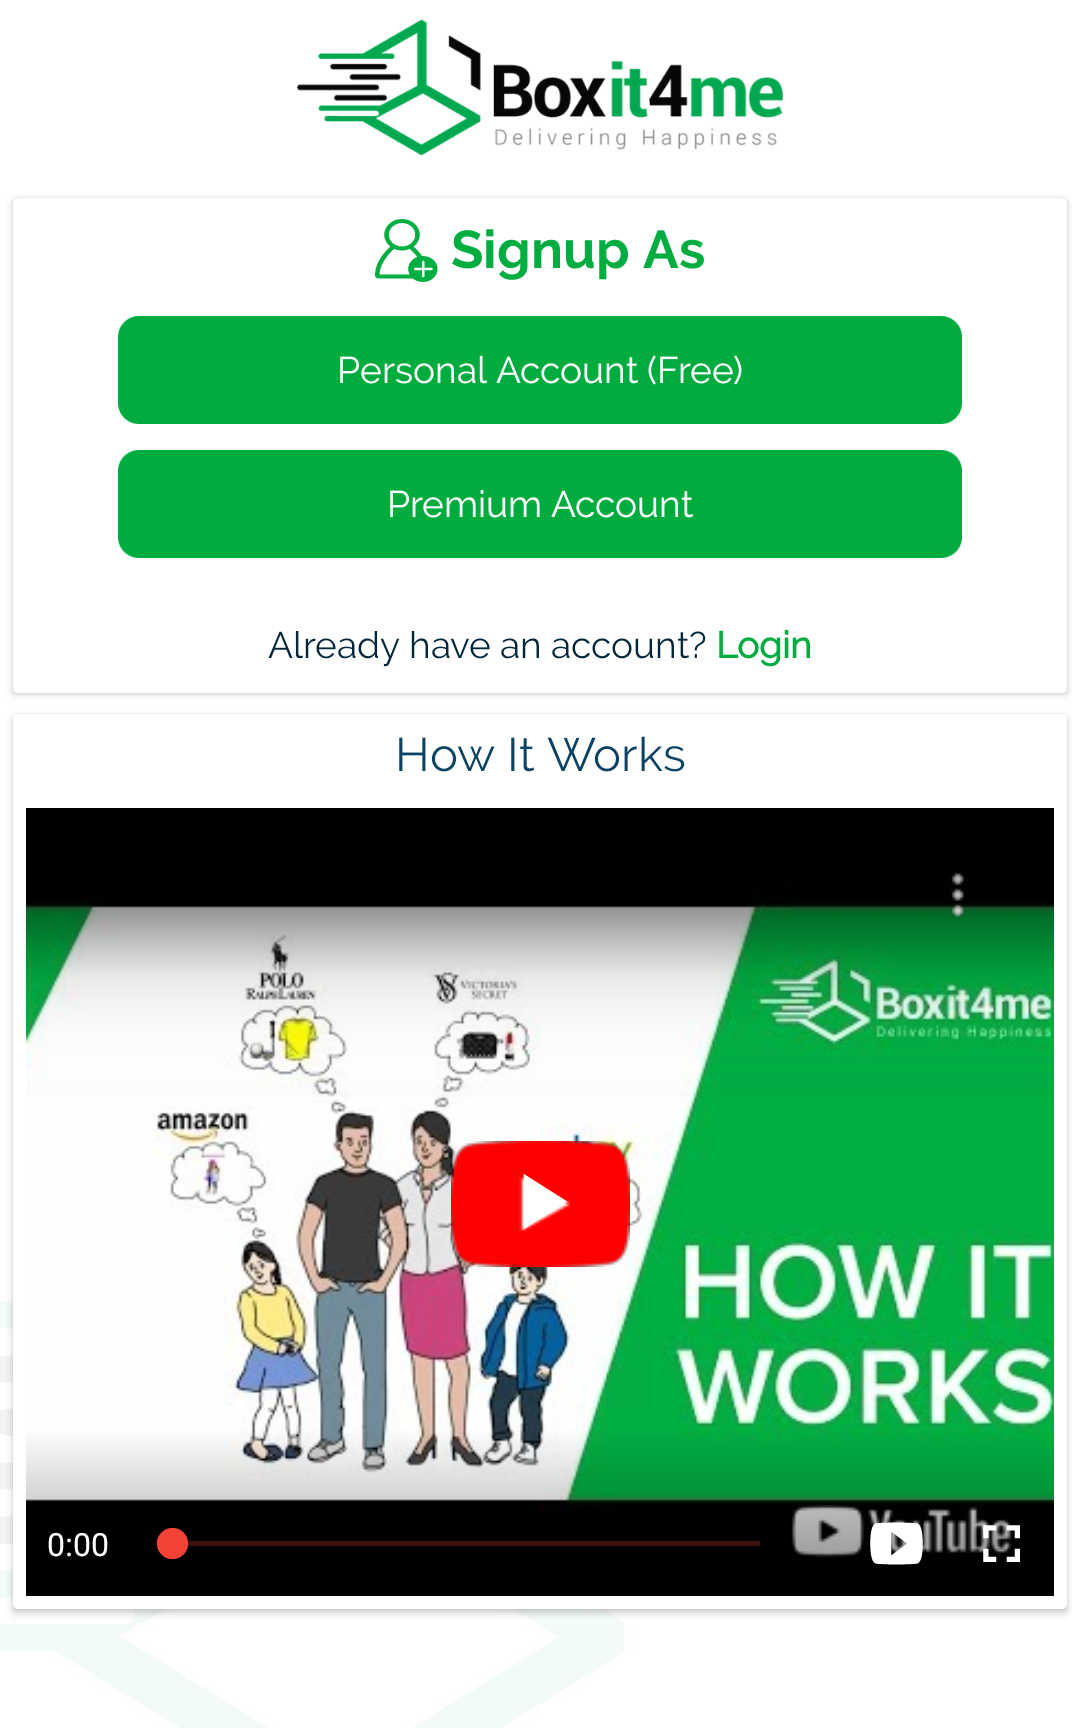 Boxit4me
Delivering Happiness
Signup As
Personal Account (Free)
Premium Account
Already have an account? Login
How It Works
POLO
RALPH LAUREN
VICTORIA'S
SECRET
Boxit4me
Delivering Happiness
amazon
HOW IT
WORKS
0:00
YouTube